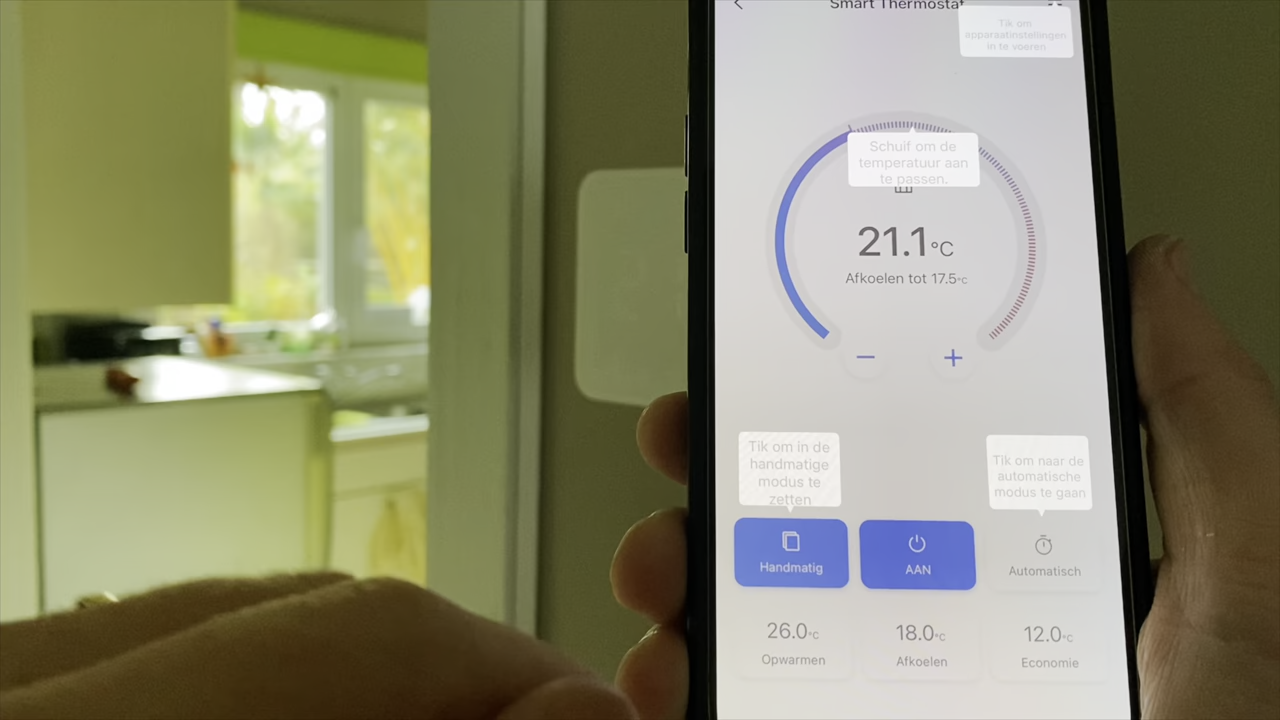 Smart Thermostat
Tik om
apparaatinstellingen
in te voeren
Schuif om de
temperatuur aan
te passen.
21.1°C
Afkoelen tot 17.5°C
− +
Tik om in de
handmatige
modus te
zetten
Tik om naar de
automatische
modus te gaan
Handmatig
AAN
Automatisch
26.0°C
Opwarmen
18.0°C
Afkoelen
12.0°C
Economie